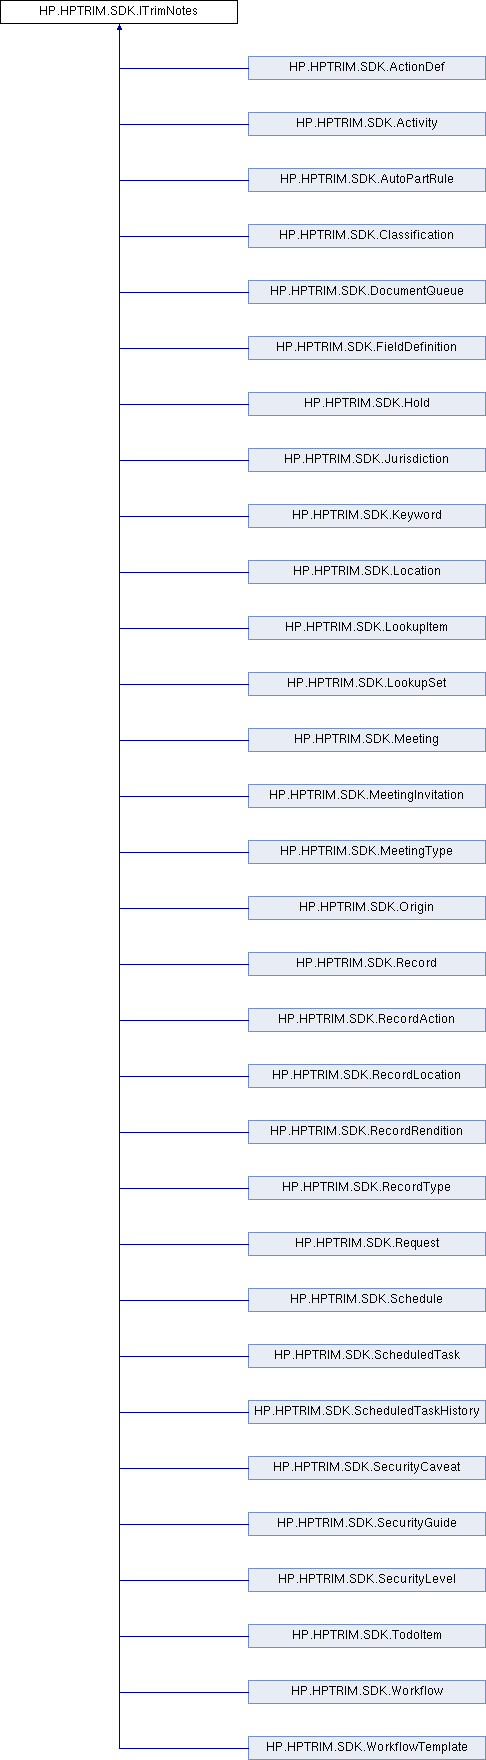 HP.HPTRIM.SDK.ITrimNotes
HP.HPTRIM.SDK.ActionDef
HP.HPTRIM.SDK.Activity
HP.HPTRIM.SDK.AutoPartRule
HP.HPTRIM.SDK.Classification
HP.HPTRIM.SDK.DocumentQueue
HP.HPTRIM.SDK.FieldDefinition
HP.HPTRIM.SDK.Hold
HP.HPTRIM.SDK.Jurisdiction
HP.HPTRIM.SDK.Keyword
HP.HPTRIM.SDK.Location
HP.HPTRIM.SDK.LookupItem
HP.HPTRIM.SDK.LookupSet
HP.HPTRIM.SDK.Meeting
HP.HPTRIM.SDK.MeetingInvitation
HP.HPTRIM.SDK.MeetingType
HP.HPTRIM.SDK.Origin
HP.HPTRIM.SDK.Record
HP.HPTRIM.SDK.RecordAction
HP.HPTRIM.SDK.RecordLocation
HP.HPTRIM.SDK.RecordRendition
HP.HPTRIM.SDK.RecordType
HP.HPTRIM.SDK.Request
HP.HPTRIM.SDK.Schedule
HP.HPTRIM.SDK.ScheduledTask
HP.HPTRIM.SDK.ScheduledTaskHistory
HP.HPTRIM.SDK.SecurityCaveat
HP.HPTRIM.SDK.SecurityGuide
HP.HPTRIM.SDK.SecurityLevel
HP.HPTRIM.SDK.TodoItem
HP.HPTRIM.SDK.Workflow
HP.HPTRIM.SDK.WorkflowTemplate